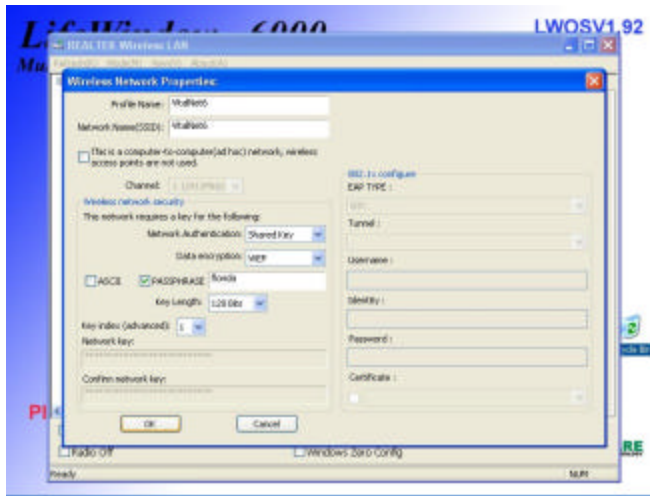 LifeWindow 6000
LWOSV1.92
REALTEK Wireless LAN
Wireless Network Properties:
Profile Name: VitalNet6
Network Name(SSID): VitalNet6
This is a computer-to-computer(ad hoc) network; wireless
access points are not used.
Channel:
Wireless network security
This network requires a key for the following:
Network Authentication: Shared Key
Data encryption: WEP
ASCII PASSPHRASE florida
Key Length: 128 Bits
Key index (advanced): 1
Network key:
Confirm network key:
802.1x configure
EAP TYPE :
Tunnel :
Username :
Identity :
Password :
Certificate :
OK Cancel
Radio Off Windows Zero Config
Ready NUM